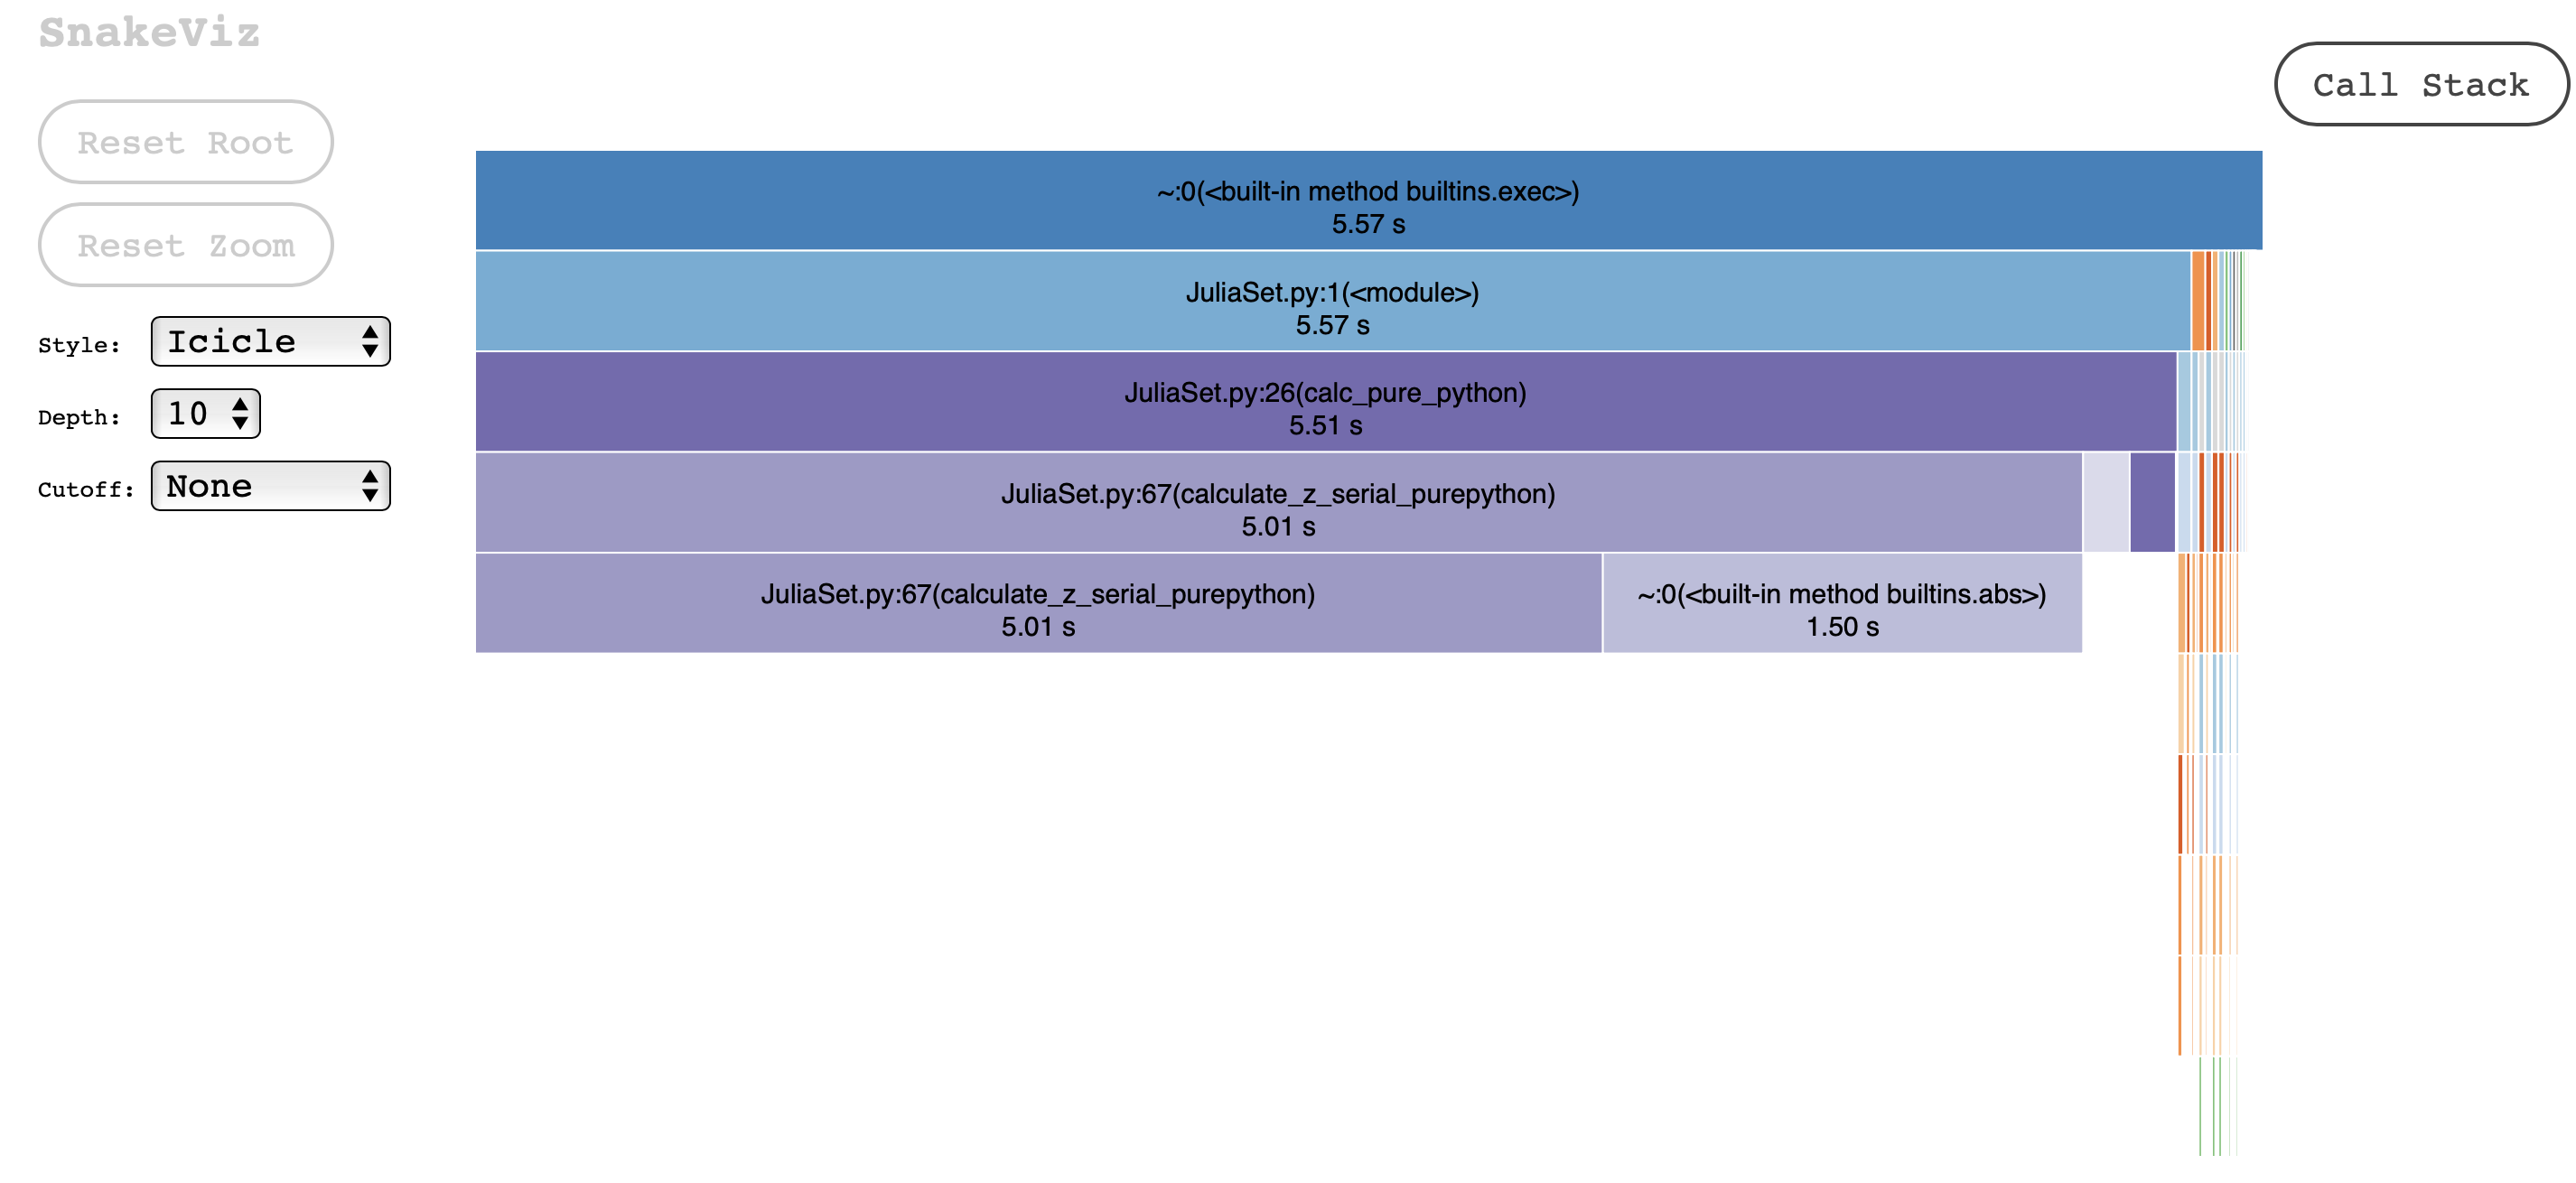 SnakeViz
Call Stack
Reset Root
Reset Zoom
Style: Icicle
Depth: 10
Cutoff: None
~:0(<built-in method builtins.exec>)
5.57 s
JuliaSet.py:1(<module>)
5.57 s
JuliaSet.py:26(calc_pure_python)
5.51 s
JuliaSet.py:67(calculate_z_serial_purepython)
5.01 s
JuliaSet.py:67(calculate_z_serial_purepython)
5.01 s
~:0(<built-in method builtins.abs>)
1.50 s